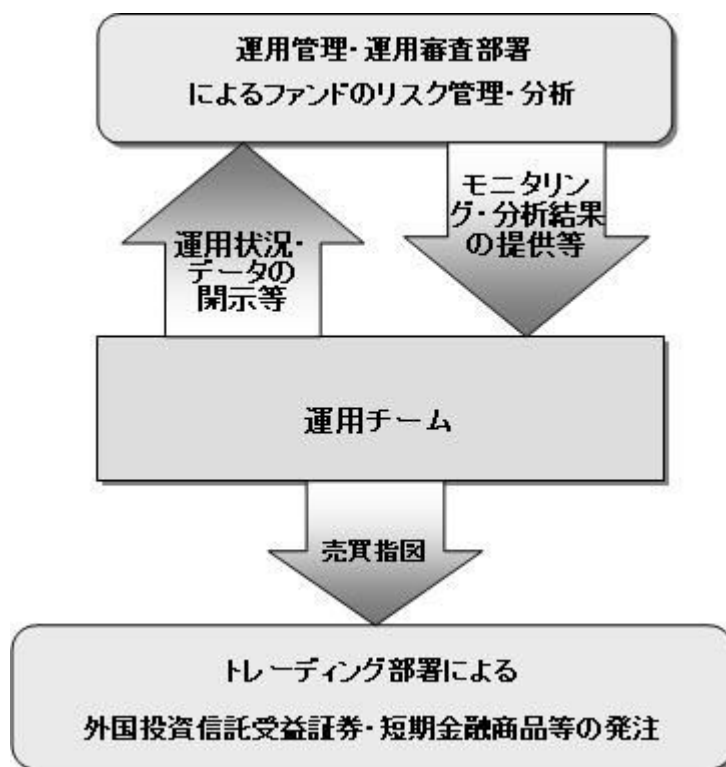 運用管理・運用審査部署
によるファンドのリスク管理・分析
運用状況・
データの
開示等
モニタリン
グ・分析結果
の提供等
運用チーム
売買指図
トレーディング部署による
外国投資信託受益証券・短期金融商品等の発注